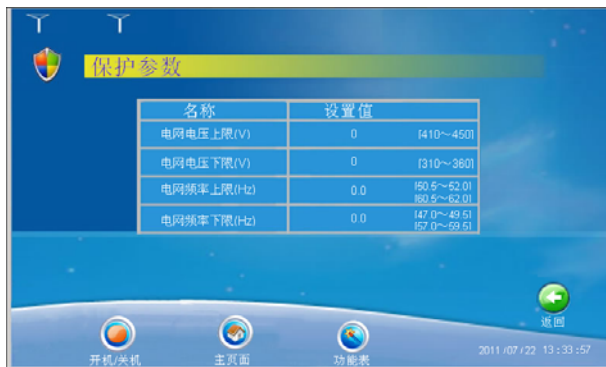 保护参数
名称 设置值
电网电压上限(V) 0 [410～450]
电网电压下限(V) 0 [310～360]
电网频率上限(Hz) 0.0 [50.5～52.0]
[60.5～62.0]
电网频率下限(Hz) 0.0 [47.0～49.5]
[57.0～59.5]
返回
开机/关机 主页面 功能表 2011/07/22 13:33:57